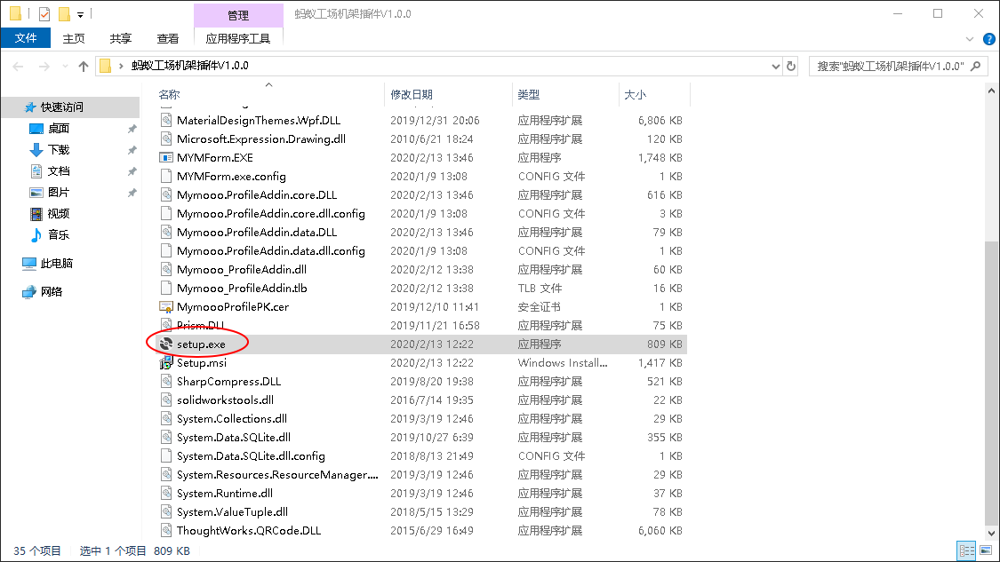 管理
蚂蚁工场机架插件V1.0.0
文件 主页 共享 查看 应用程序工具
蚂蚁工场机架插件V1.0.0 搜索"蚂蚁工场机架插件V1.0.0"
快速访问
桌面
下载
文档
图片
视频
音乐
此电脑
网络
名称 修改日期 类型 大小
MaterialDesignThemes.Wpf.DLL 2019/12/31 20:06 应用程序扩展 6,806 KB
Microsoft.Expression.Drawing.dll 2010/6/21 18:24 应用程序扩展 120 KB
MYMForm.EXE 2020/2/13 13:46 应用程序 1,748 KB
MYMForm.exe.config 2020/1/9 13:08 CONFIG 文件 1 KB
Mymooo.ProfileAddin.core.DLL 2020/2/13 13:46 应用程序扩展 616 KB
Mymooo.ProfileAddin.core.dll.config 2020/1/9 13:08 CONFIG 文件 3 KB
Mymooo.ProfileAddin.data.DLL 2020/2/13 13:46 应用程序扩展 79 KB
Mymooo.ProfileAddin.data.dll.config 2020/1/9 13:08 CONFIG 文件 1 KB
Mymooo_ProfileAddin.dll 2020/2/12 13:38 应用程序扩展 60 KB
Mymooo_ProfileAddin.tlb 2020/2/12 13:38 TLB 文件 16 KB
MymoooProfilePK.cer 2019/12/10 11:41 安全证书 1 KB
Prism.DLL 2019/11/21 16:58 应用程序扩展 75 KB
setup.exe 2020/2/13 12:22 应用程序 809 KB
Setup.msi 2020/2/13 12:22 Windows Install... 1,417 KB
SharpCompress.DLL 2019/8/20 19:38 应用程序扩展 521 KB
solidworkstools.dll 2016/7/14 19:35 应用程序扩展 22 KB
System.Collections.dll 2019/3/19 12:46 应用程序扩展 29 KB
System.Data.SQLite.dll 2019/10/27 6:39 应用程序扩展 355 KB
System.Data.SQLite.dll.config 2018/8/13 21:49 CONFIG 文件 1 KB
System.Resources.ResourceManager.... 2019/3/19 12:46 应用程序扩展 29 KB
System.Runtime.dll 2019/3/19 12:46 应用程序扩展 37 KB
System.ValueTuple.dll 2018/5/15 13:29 应用程序扩展 78 KB
ThoughtWorks.QRCode.DLL 2015/6/29 16:49 应用程序扩展 6,060 KB
35 个项目 选中 1 个项目 809 KB